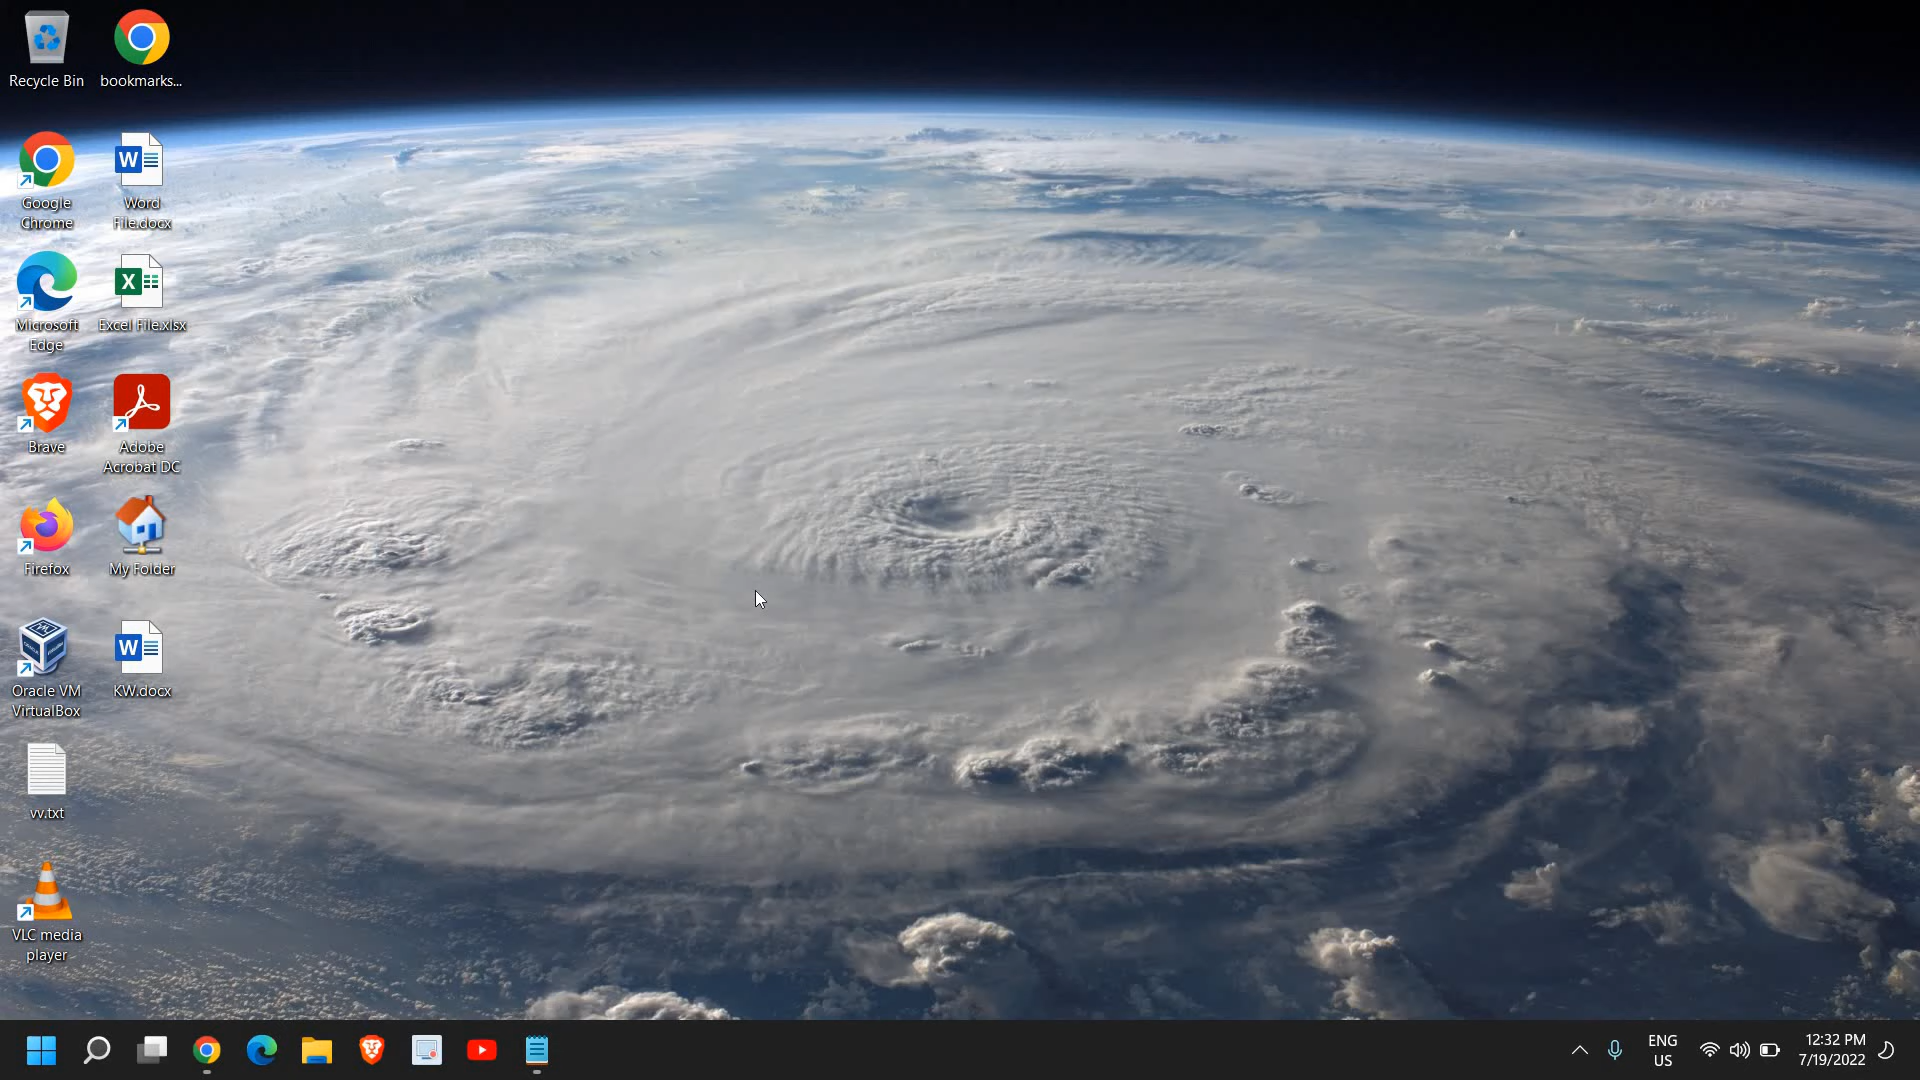 Recycle Bin
bookmarks...
Google
Chrome
Word
File.docx
Microsoft
Edge
Excel File.xlsx
Brave
Adobe
Acrobat DC
Firefox
My Folder
Oracle VM
VirtualBox
KW.docx
vv.txt
VLC media
player
ENG
US
12:32 PM
7/19/2022